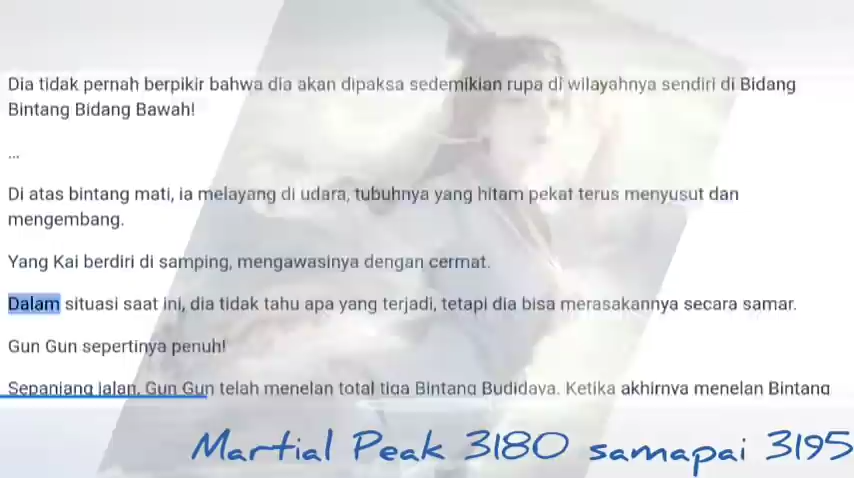 Dia tidak pernah berpikir bahwa dia akan dipaksa sedemikian rupa di wilayahnya sendiri di Bidang
Bintang Bidang Bawah!
...
Di atas bintang mati, ia melayang di udara, tubuhnya yang hitam pekat terus menyusut dan
mengembang.
Yang Kai berdiri di samping, mengawasinya dengan cermat.
Dalam situasi saat ini, dia tidak tahu apa yang terjadi, tetapi dia bisa merasakannya secara samar.
Gun Gun sepertinya penuh!
Sepanjang jalan, Gun Gun telah menelan total tiga Bintang Budidaya. Ketika akhirnya menelan Bintang
Martial Peak 3180 samapai 3195